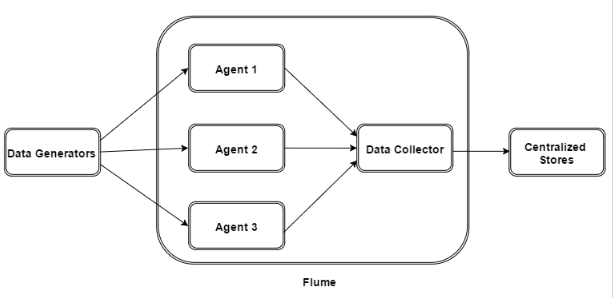 Agent 1
Data Generators
Agent 2
Data Collector
Centralized
Stores
Agent 3
Flume